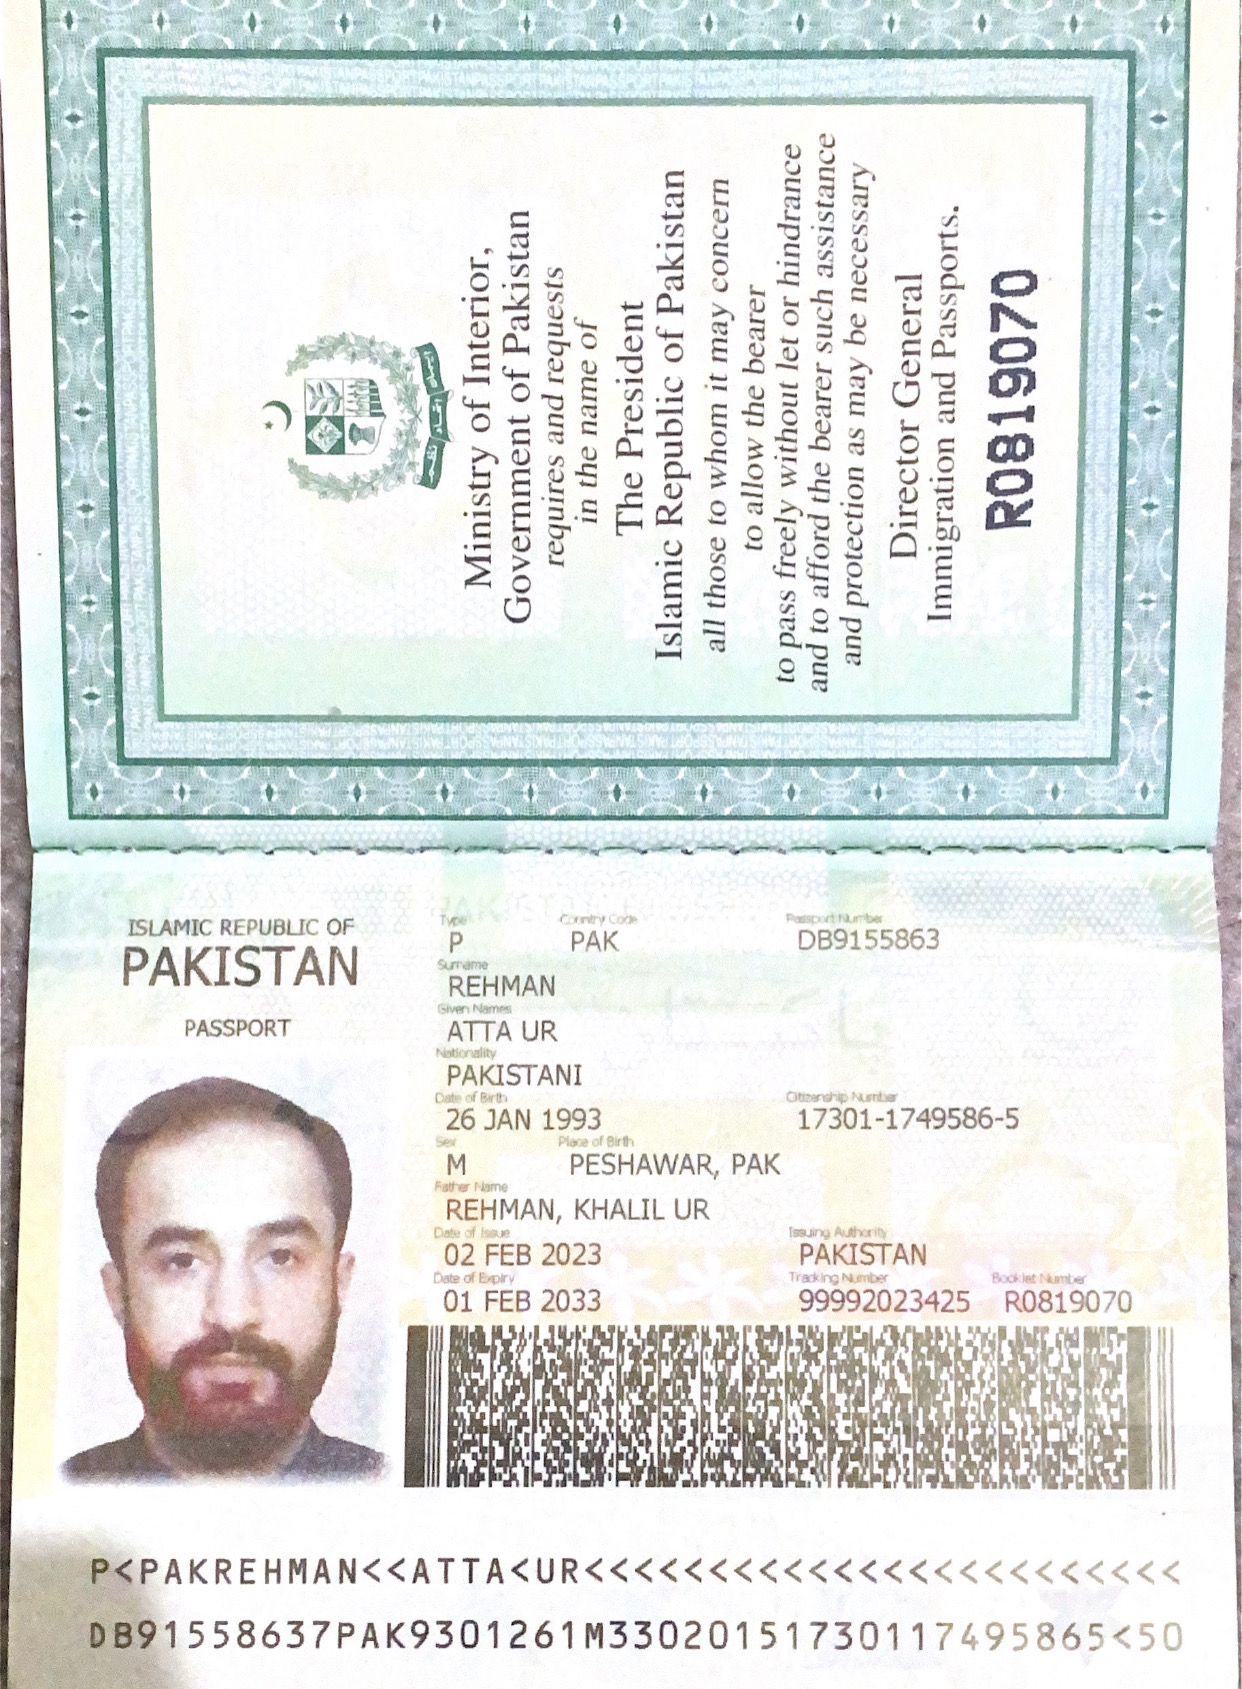 Ministry of Interior,
Government of Pakistan
requires and requests
in the name of
The President
Islamic Republic of Pakistan
all those to whom it may concern
to allow the bearer
to pass freely without let or hindrance
and to afford the bearer such assistance
and protection as may be necessary
Director General
Immigration and Passports.
R0819070
ISLAMIC REPUBLIC OF
PAKISTAN
PASSPORT
Type Country Code Passport Number
P PAK DB9155863
Surname
REHMAN
Given Names
ATTA UR
Nationality
PAKISTANI
Date of Birth Citizenship Number
26 JAN 1993 17301-1749586-5
Sex Place of Birth
M PESHAWAR, PAK
Father Name
REHMAN, KHALIL UR
Date of Issue Issuing Authority
02 FEB 2023 PAKISTAN
Date of Expiry Tracking Number Booklet Number
01 FEB 2033 99992023425 R0819070
P<PAKREHMAN<<ATTA<UR<<<<<<<<<<<<<<<<<<<<<<<<
DB91558637PAK9301261M33020151730117495865<50